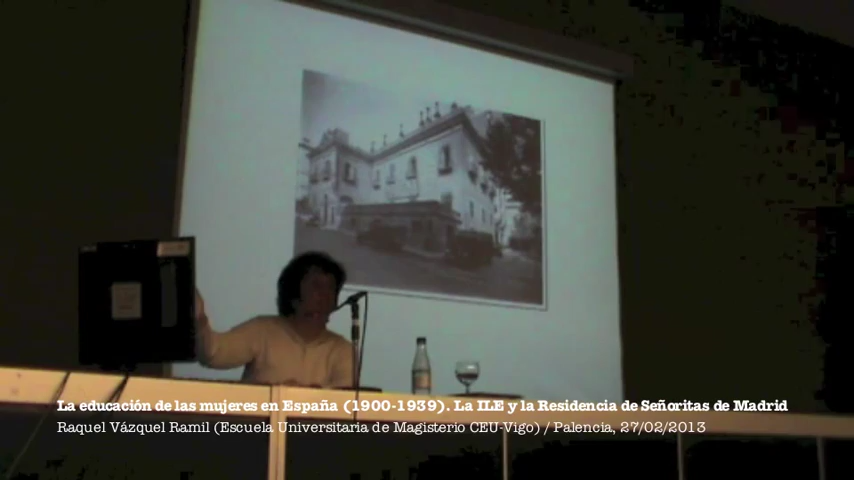 La educación de las mujeres en España (1900-1939). La ILE y la Residencia de Señoritas de Madrid
Raquel Vázquel Ramil (Escuela Universitaria de Magisterio CEU-Vigo) / Palencia, 27/02/2013